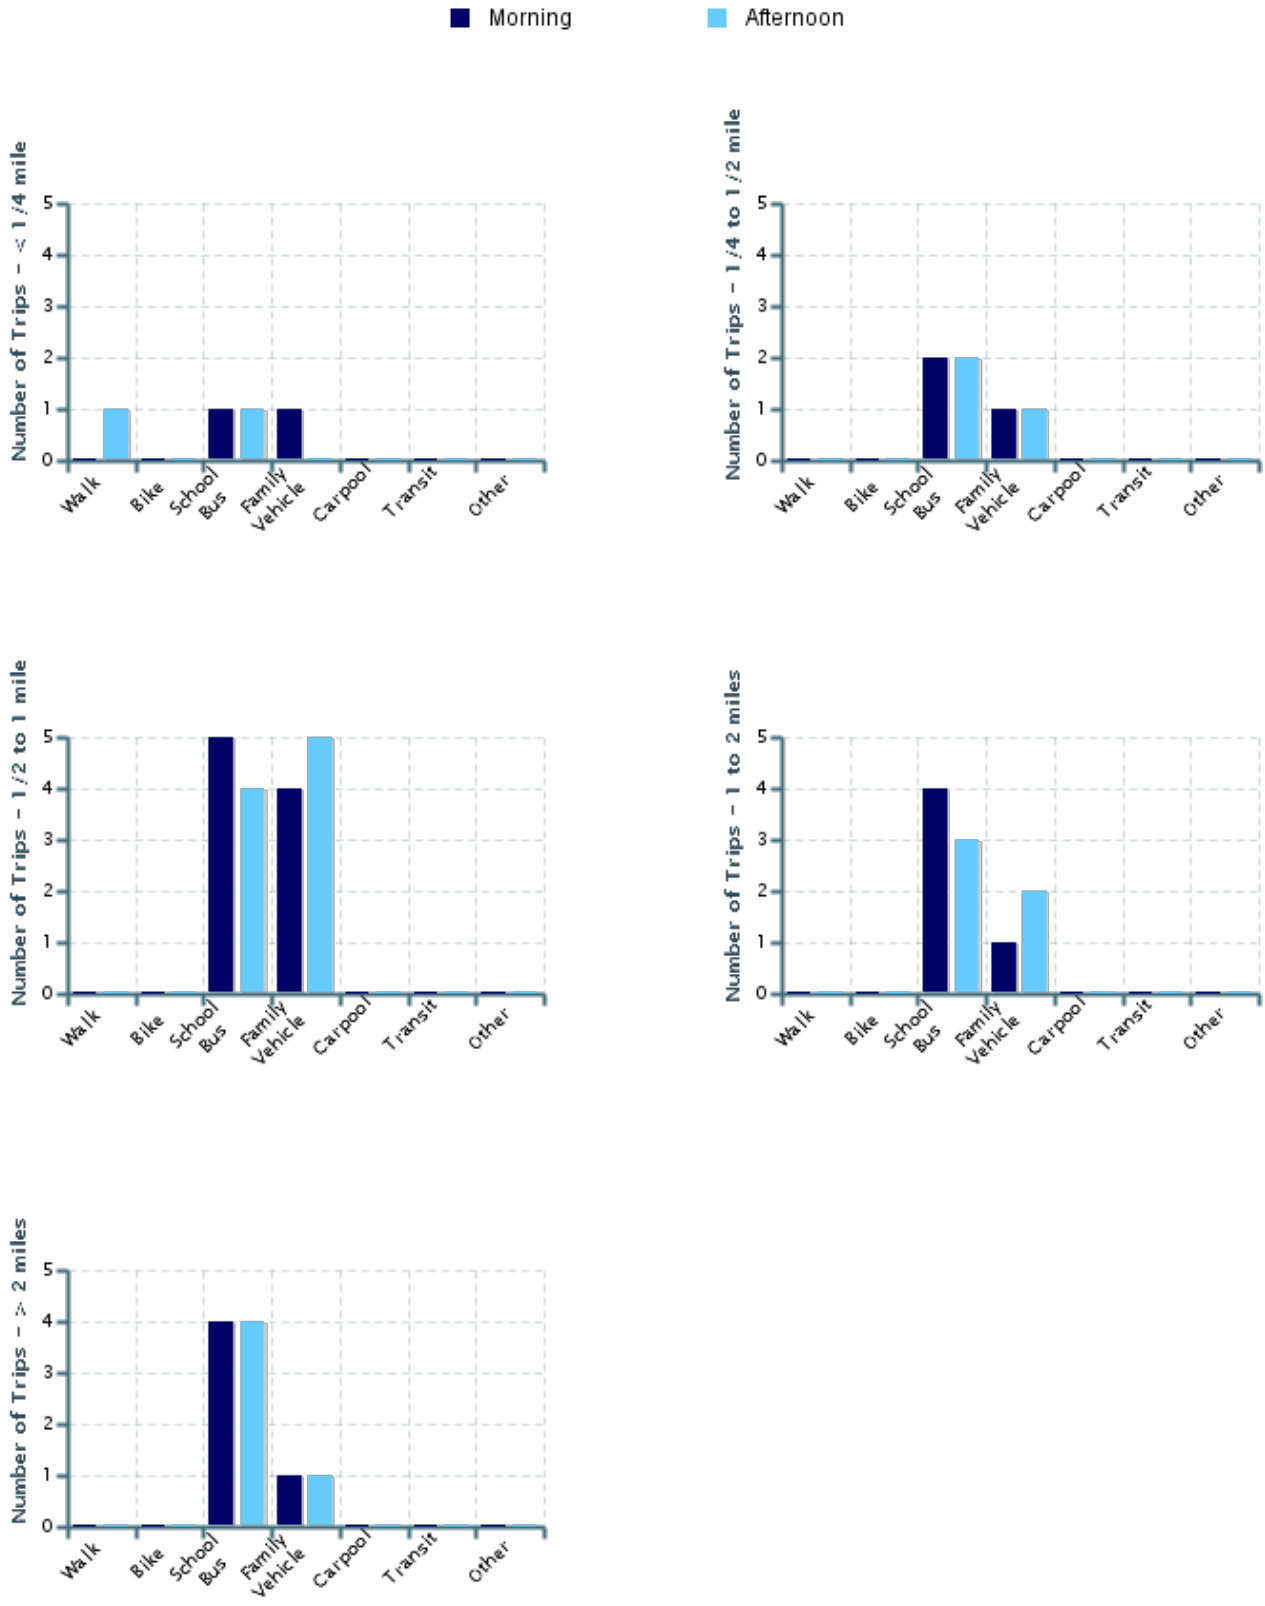 Morning Afternoon
Number of Trips - < 1/4 mile
5
4
3
2
1
0
Walk
Bike
School
Bus
Family
Vehicle
Carpool
Transit
Other
Number of Trips - 1/4 to 1/2 mile
5
4
3
2
1
0
Walk
Bike
School
Bus
Family
Vehicle
Carpool
Transit
Other
Number of Trips - 1/2 to 1 mile
5
4
3
2
1
0
Walk
Bike
School
Bus
Family
Vehicle
Carpool
Transit
Other
Number of Trips - 1 to 2 miles
5
4
3
2
1
0
Walk
Bike
School
Bus
Family
Vehicle
Carpool
Transit
Other
Number of Trips - > 2 miles
5
4
3
2
1
0
Walk
Bike
School
Bus
Family
Vehicle
Carpool
Transit
Other